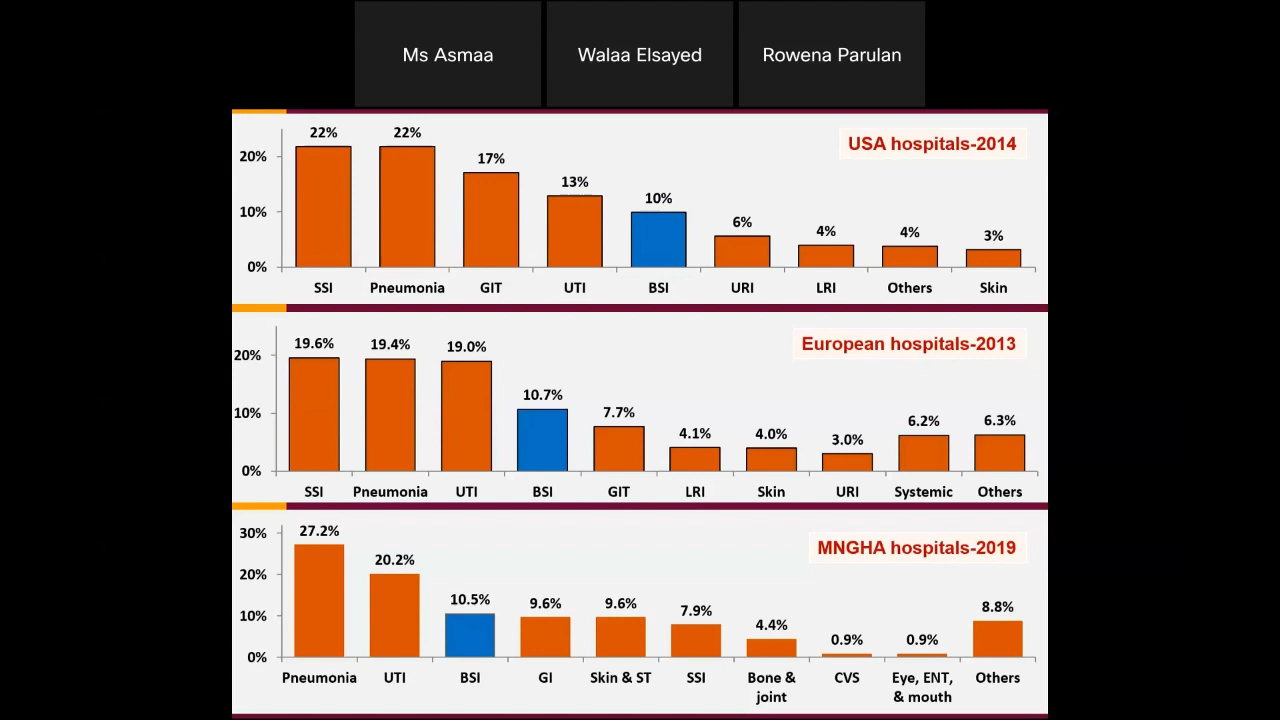 Ms Asmaa
Walaa Elsayed
Rowena Parulan
USA hospitals-2014
20%
10%
0%
22%
22%
17%
13%
10%
6%
4%
4%
3%
SSI
Pneumonia
GIT
UTI
BSI
URI
LRI
Others
Skin
European hospitals-2013
20%
10%
0%
19.6%
19.4%
19.0%
10.7%
7.7%
4.1%
4.0%
3.0%
6.2%
6.3%
SSI
Pneumonia
UTI
BSI
GIT
LRI
Skin
URI
Systemic
Others
MNGHA hospitals-2019
30%
20%
10%
0%
27.2%
20.2%
10.5%
9.6%
9.6%
7.9%
4.4%
0.9%
0.9%
8.8%
Pneumonia
UTI
BSI
GI
Skin & ST
SSI
Bone &
joint
CVS
Eye, ENT,
& mouth
Others